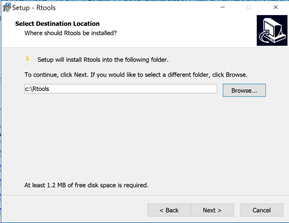 Setup - Rtools
Select Destination Location
Where should Rtools be installed?
Setup will install Rtools into the following folder.
To continue, click Next. If you would like to select a different folder, click Browse.
c:\Rtools
Browse...
At least 1.2 MB of free disk space is required.
< Back
Next >
Cancel